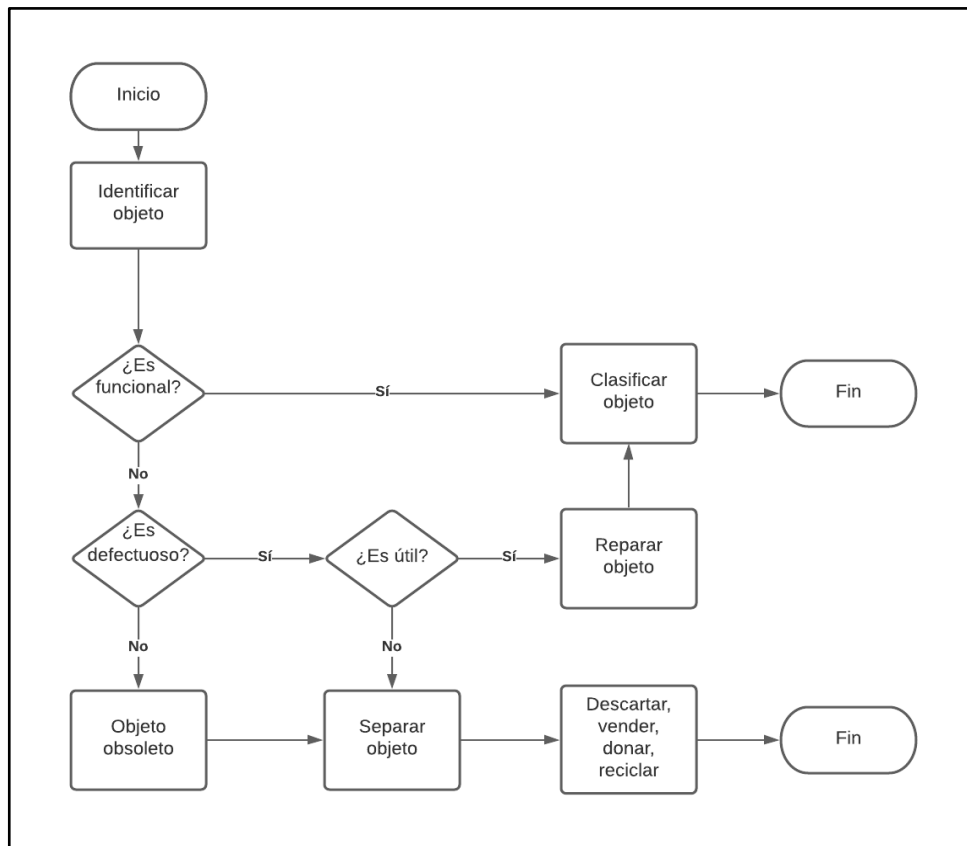 Inicio
Identificar
objeto
¿Es
funcional?
Sí
Clasificar
objeto
Fin
No
¿Es
defectuoso?
Sí
¿Es útil?
Sí
Reparar
objeto
No
No
Objeto
obsoleto
Separar
objeto
Descartar,
vender,
donar,
reciclar
Fin